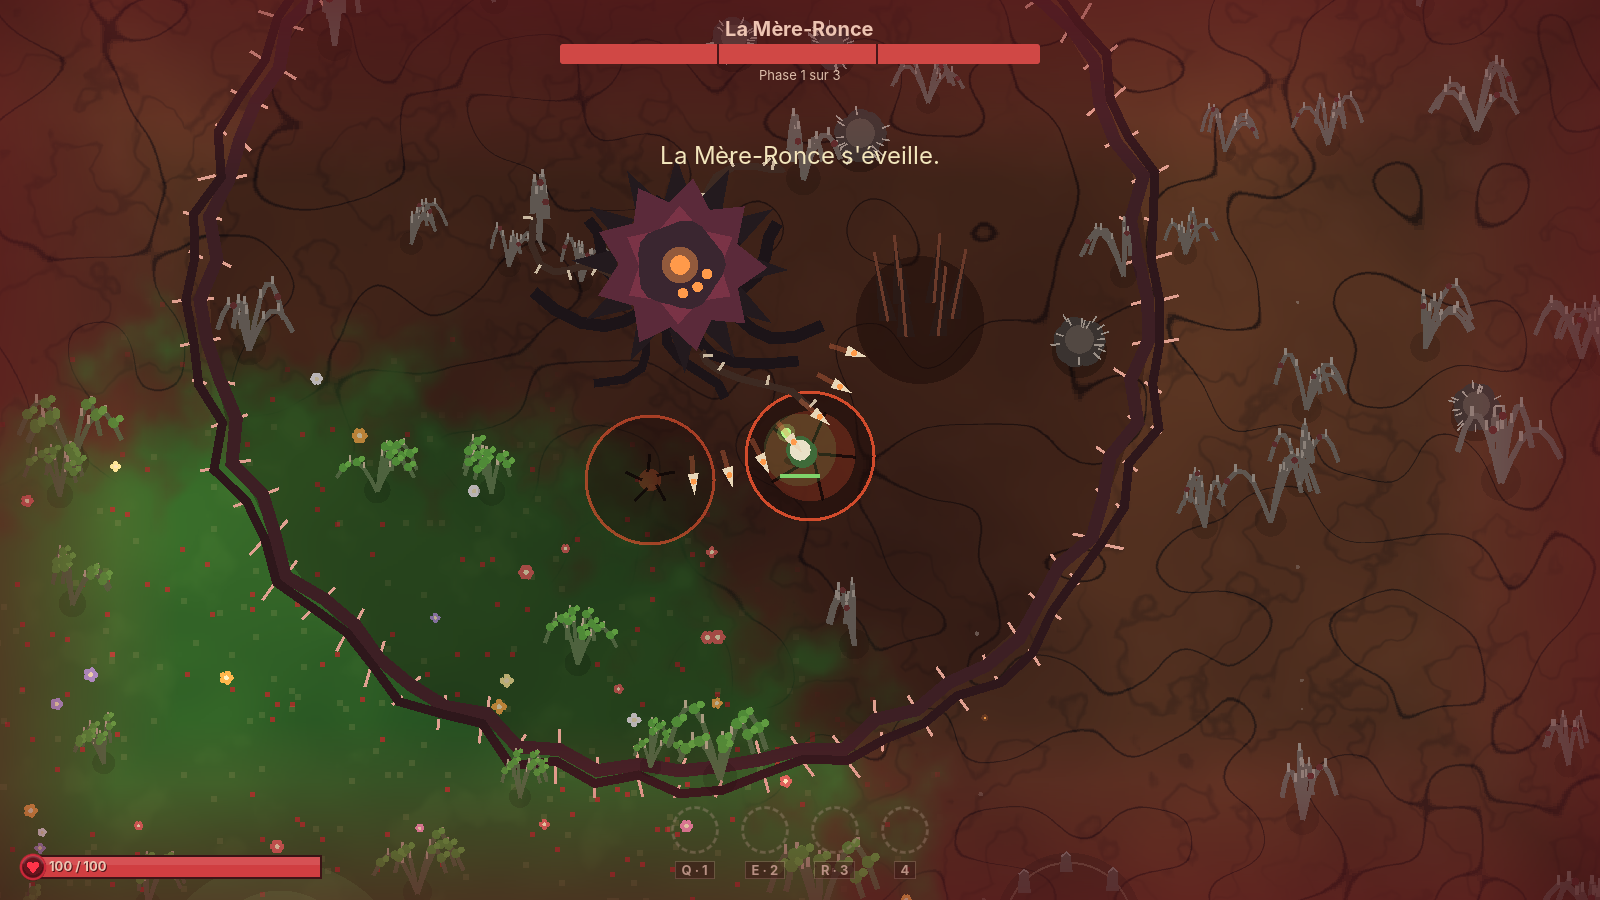 La Mère-Ronce
Phase 1 sur 3
La Mère-Ronce s'éveille.
100 / 100
Q · 1
E · 2
R · 3
4